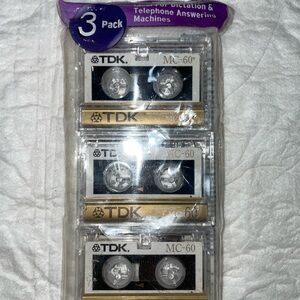 3
Pack
For Dictation &
Telephone Answering
Machines
TDK MC-60
TDK
TDK MC-60
TDK
TDK. MC-60